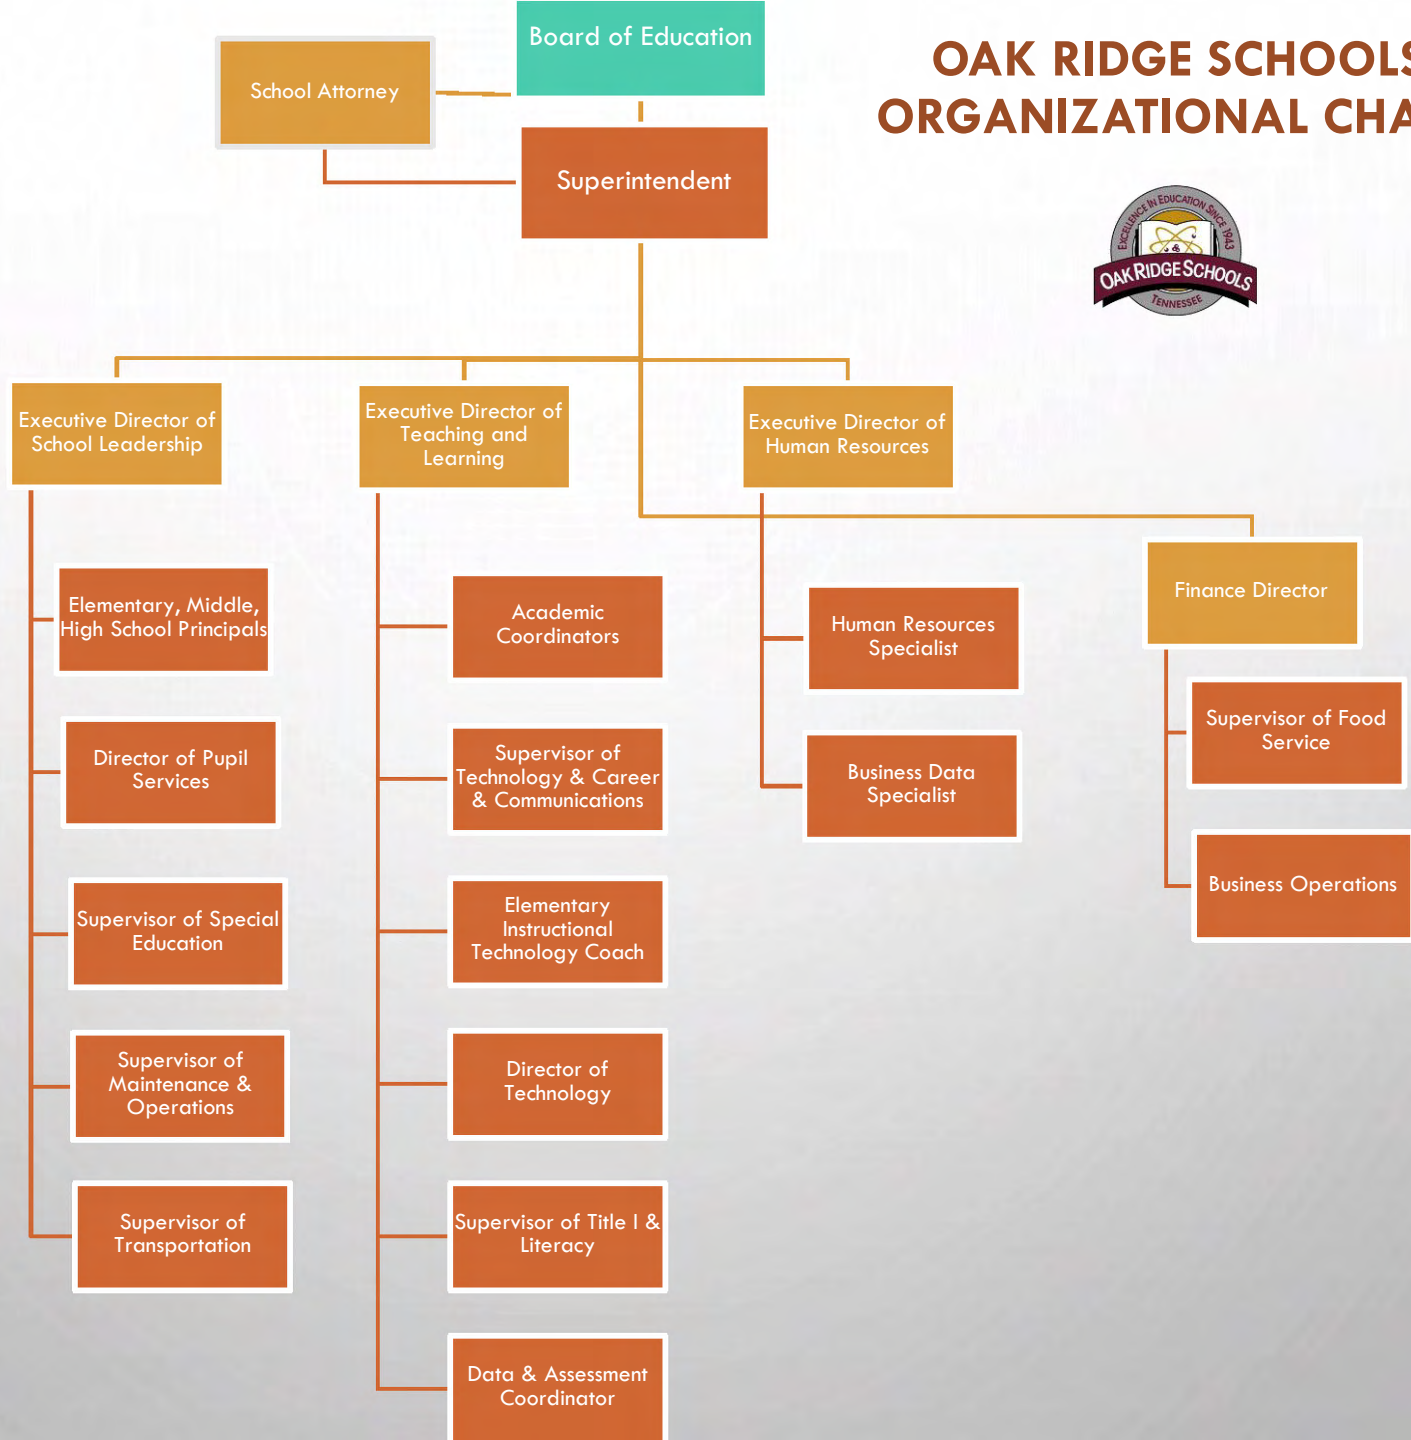 Board of Education
School Attorney
OAK RIDGE SCHOOLS
ORGANIZATIONAL CHA
Superintendent
EXCELLENCE IN EDUCATION SINCE 1943
OAK RIDGE SCHOOLS
TENNESSEE
Executive Director of
School Leadership
Executive Director of
Teaching and
Learning
Executive Director of
Human Resources
Finance Director
Elementary, Middle,
High School Principals
Director of Pupil
Services
Supervisor of Special
Education
Supervisor of
Maintenance &
Operations
Supervisor of
Transportation
Academic
Coordinators
Supervisor of
Technology & Career
& Communications
Elementary
Instructional
Technology Coach
Director of
Technology
Supervisor of Title I &
Literacy
Data & Assessment
Coordinator
Human Resources
Specialist
Business Data
Specialist
Supervisor of Food
Service
Business Operations